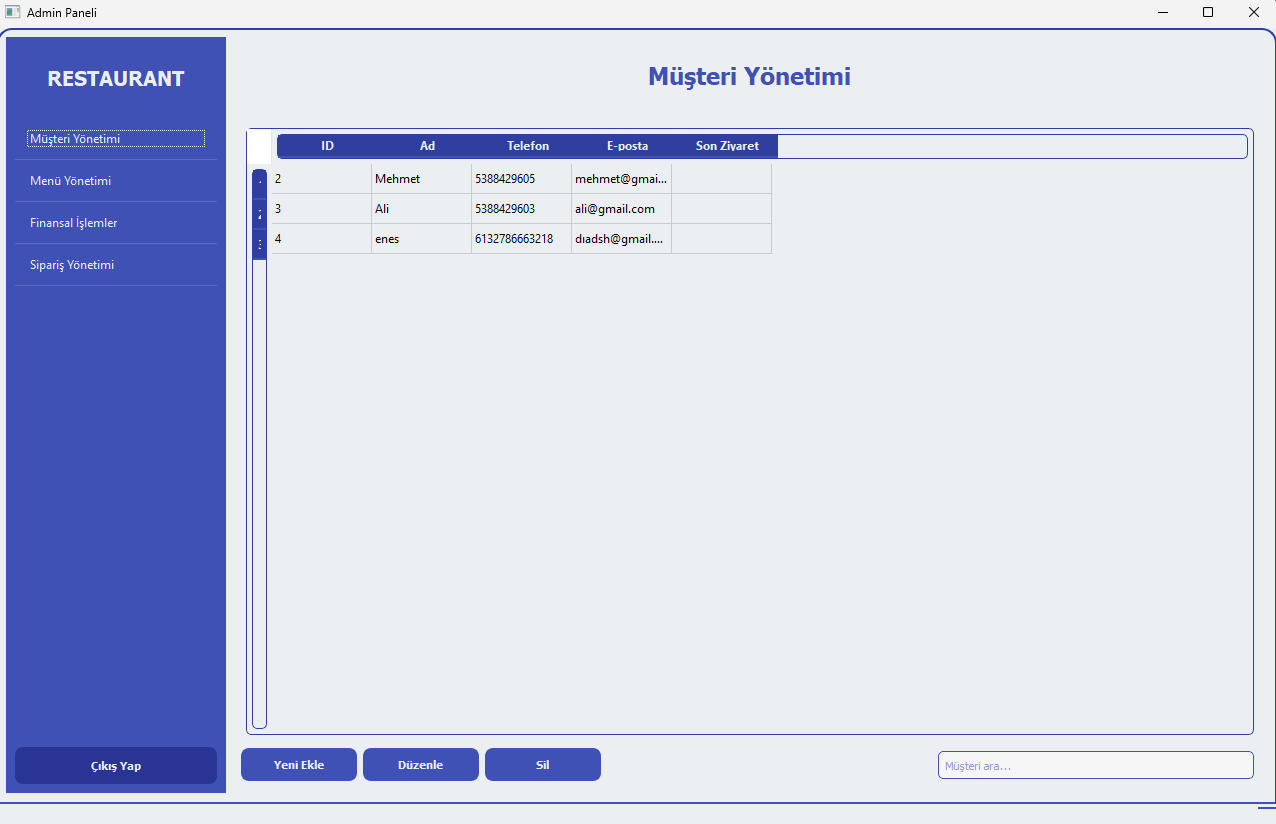 Admin Paneli
RESTAURANT
Müşteri Yönetimi
Menü Yönetimi
Finansal İşlemler
Sipariş Yönetimi
Çıkış Yap
Müşteri Yönetimi
ID Ad Telefon E-posta Son Ziyaret
2 Mehmet 5388429605 mehmet@gmai...
2 3 Ali 5388429603 ali@gmail.com
3 4 enes 6132786663218 dıadsh@gmail....
Yeni Ekle Düzenle Sil Müşteri ara...